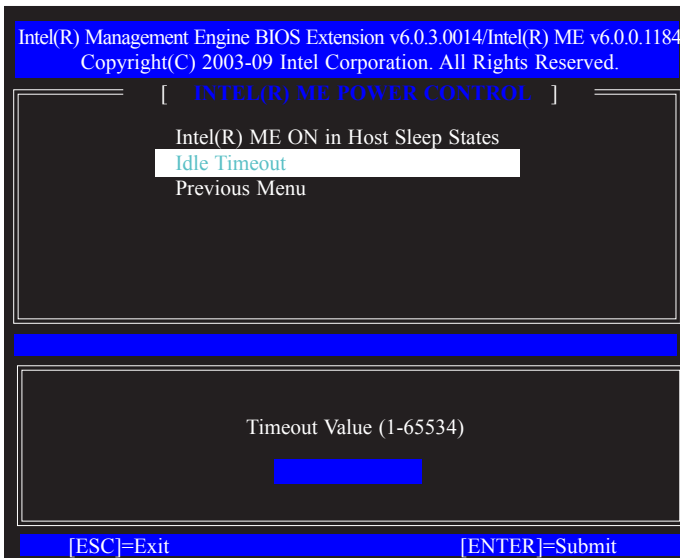 Intel(R) Management Engine BIOS Extension v6.0.3.0014/Intel(R) ME v6.0.0.1184
Copyright(C) 2003-09 Intel Corporation. All Rights Reserved.
[ INTEL(R) ME POWER CONTROL ]
Intel(R) ME ON in Host Sleep States
Idle Timeout
Previous Menu
Timeout Value (1-65534)
[ESC]=Exit [ENTER]=Submit